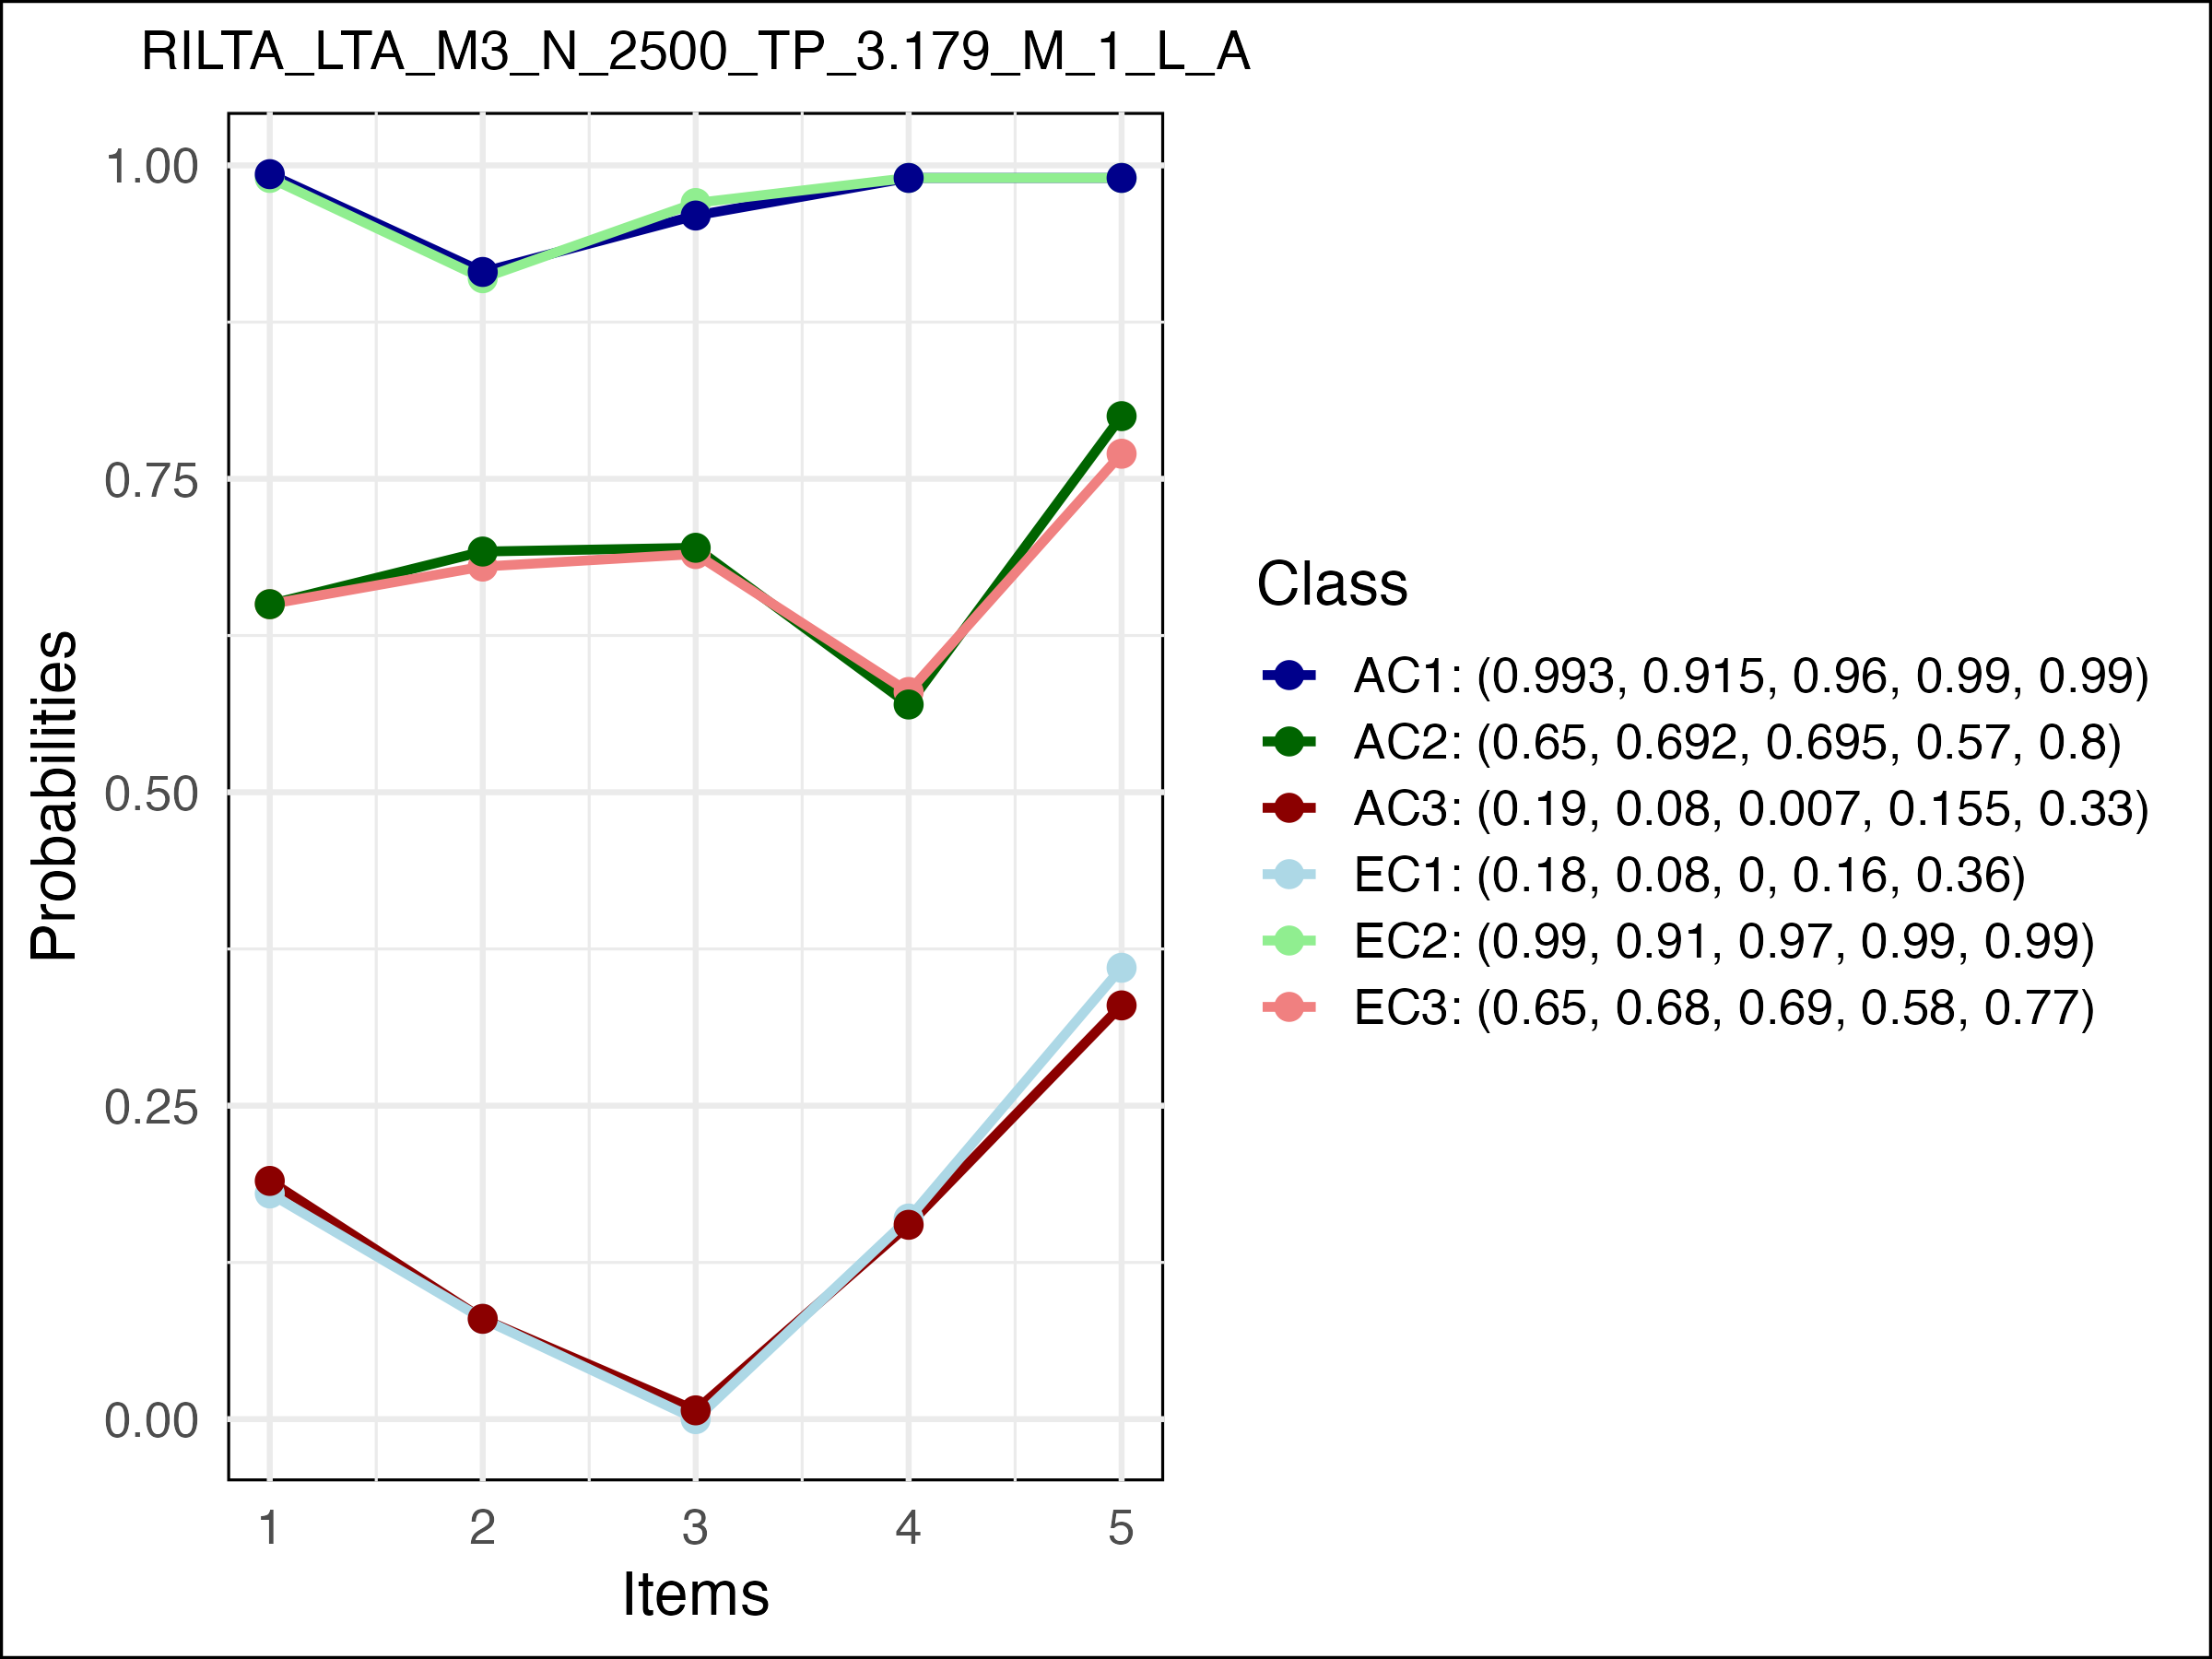 RILTA_LTA_M3_N_2500_TP_3.179_M_1_L_A
1.00
0.75
0.50
0.25
0.00
Probabilities
1 2 3 4 5
Items
Class
AC1: (0.993, 0.915, 0.96, 0.99, 0.99)
AC2: (0.65, 0.692, 0.695, 0.57, 0.8)
AC3: (0.19, 0.08, 0.007, 0.155, 0.33)
EC1: (0.18, 0.08, 0, 0.16, 0.36)
EC2: (0.99, 0.91, 0.97, 0.99, 0.99)
EC3: (0.65, 0.68, 0.69, 0.58, 0.77)